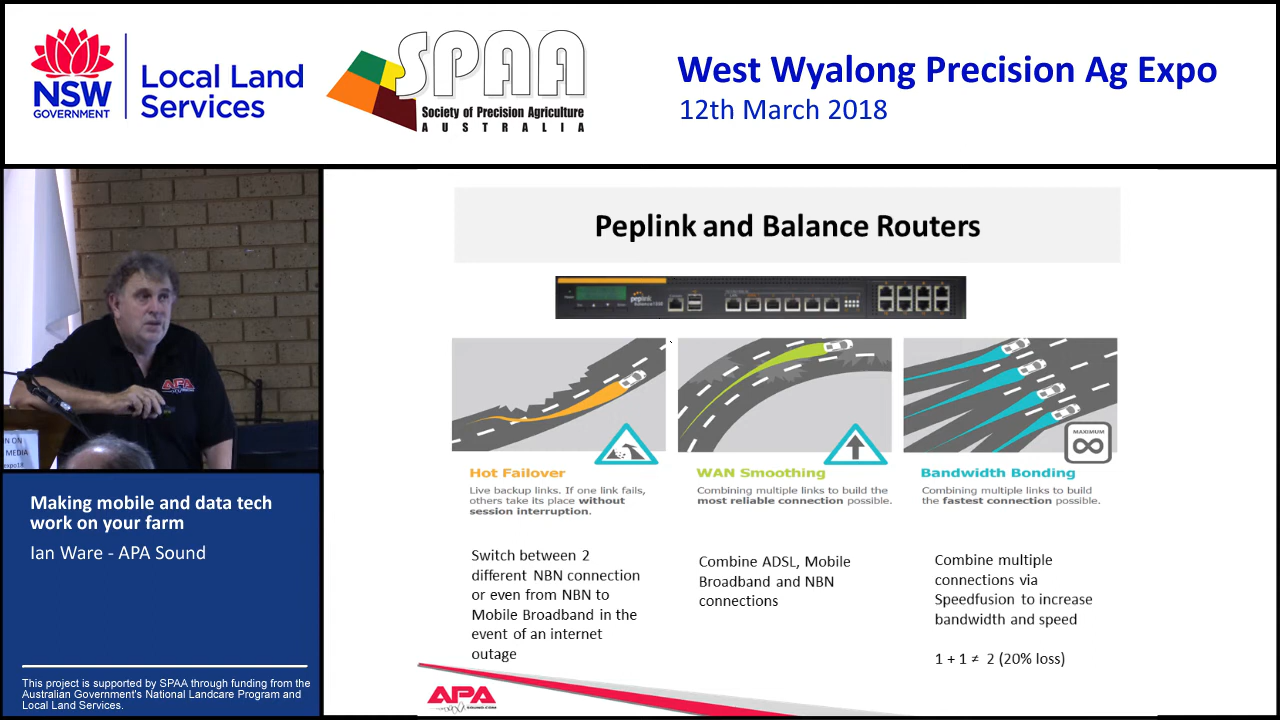 NSW
GOVERNMENT
Local Land
Services
SPAA
Society of Precision Agriculture
AUSTRALIA
West Wyalong Precision Ag Expo
12th March 2018
APA
N ON
MEDIA
expo18
Making mobile and data tech
work on your farm
Ian Ware - APA Sound
This project is supported by SPAA through funding from the
Australian Government's National Landcare Program and
Local Land Services.
Peplink and Balance Routers
peplink
MAXIMUM
Hot Failover
Live backup links. If one link fails,
others take its place without
session interruption.
Switch between 2
different NBN connection
or even from NBN to
Mobile Broadband in the
event of an internet
outage
WAN Smoothing
Combining multiple links to build the
most reliable connection possible.
Combine ADSL, Mobile
Broadband and NBN
connections
Bandwidth Bonding
Combining multiple links to build
the fastest connection possible.
Combine multiple
connections via
Speedfusion to increase
bandwidth and speed
1 + 1 ≠ 2 (20% loss)
APA